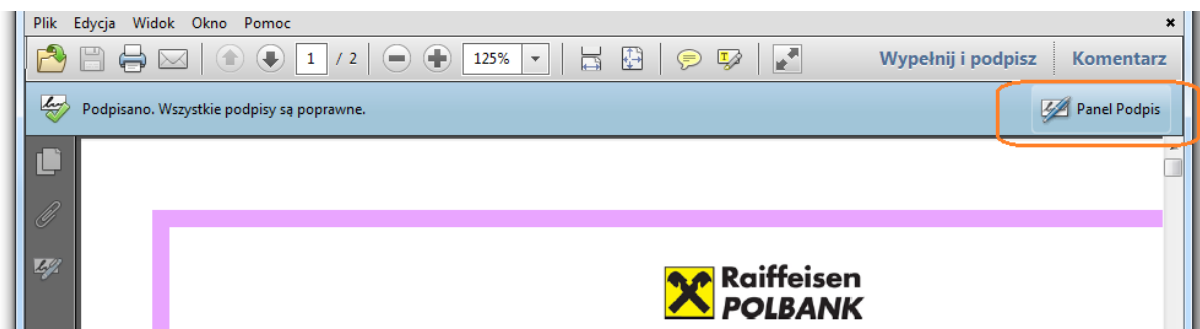 Plik Edycja Widok Okno Pomoc
1 / 2 125% Wypełnij i podpisz Komentarz
Podpisano. Wszystkie podpisy są poprawne. Panel Podpis
Raiffeisen
POLBANK